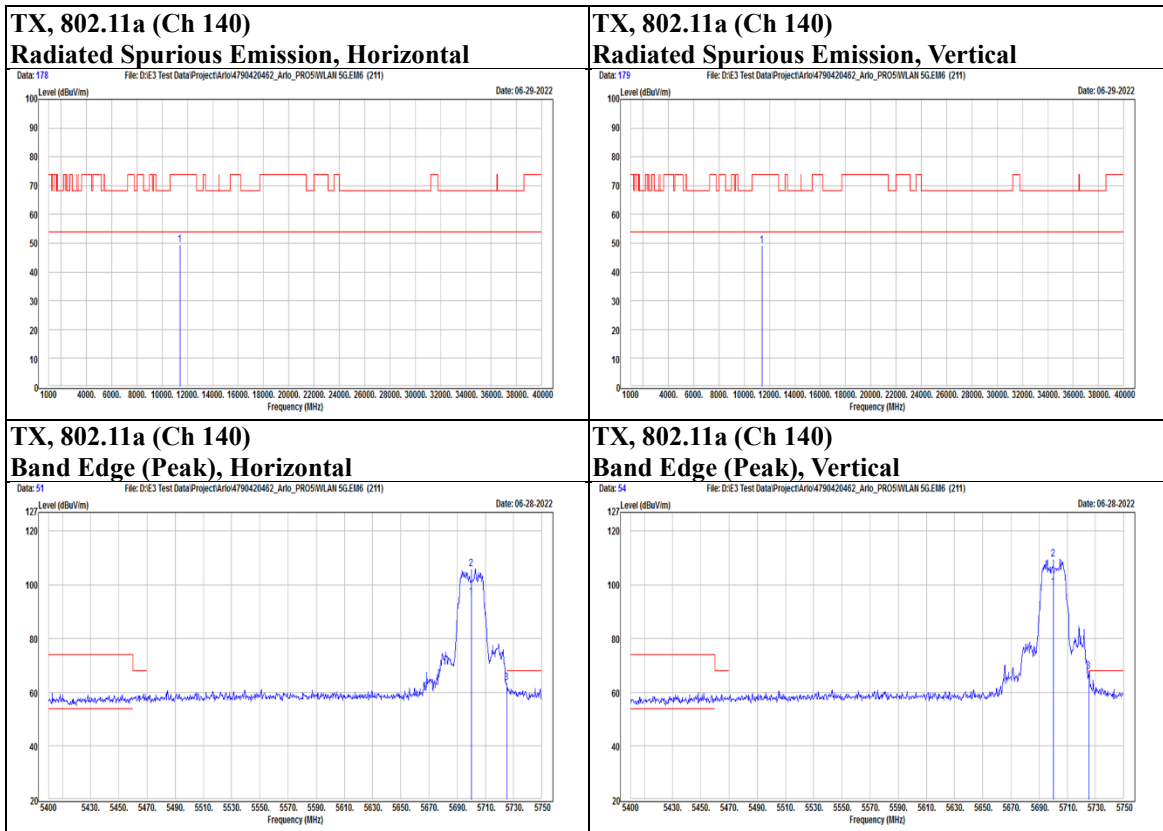 TX, 802.11a (Ch 140)
Radiated Spurious Emission, Horizontal
Data: 178 File: D:\E3 Test Data\Project\Arlo\4790420462_Arlo_PRO5\WLAN 5G.EM6 (211)
Level (dBuV/m) Date: 06-29-2022
100
90
80
70
60
50
40
30
20
10
0
1
1000 4000. 6000. 8000. 10000. 12000. 14000. 16000. 18000. 20000. 22000. 24000. 26000. 28000. 30000. 32000. 34000. 36000. 38000. 40000
Frequency (MHz)
TX, 802.11a (Ch 140)
Radiated Spurious Emission, Vertical
Data: 179 File: D:\E3 Test Data\Project\Arlo\4790420462_Arlo_PRO5\WLAN 5G.EM6 (211)
Level (dBuV/m) Date: 06-29-2022
100
90
80
70
60
50
40
30
20
10
0
1
1000 4000. 6000. 8000. 10000. 12000. 14000. 16000. 18000. 20000. 22000. 24000. 26000. 28000. 30000. 32000. 34000. 36000. 38000. 40000
Frequency (MHz)
TX, 802.11a (Ch 140)
Band Edge (Peak), Horizontal
Data: 51 File: D:\E3 Test Data\Project\Arlo\4790420462_Arlo_PRO5\WLAN 5G.EM6 (211)
127 Level (dBuV/m) Date: 06-28-2022
120
100
80
60
40
20
2
3
5400 5430. 5450. 5470. 5490. 5510. 5530. 5550. 5570. 5590. 5610. 5630. 5650. 5670. 5690. 5710. 5730. 5750
Frequency (MHz)
TX, 802.11a (Ch 140)
Band Edge (Peak), Vertical
Data: 54 File: D:\E3 Test Data\Project\Arlo\4790420462_Arlo_PRO5\WLAN 5G.EM6 (211)
127 Level (dBuV/m) Date: 06-28-2022
120
100
80
60
40
20
2
3
5400 5430. 5450. 5470. 5490. 5510. 5530. 5550. 5570. 5590. 5610. 5630. 5650. 5670. 5690. 5710. 5730. 5750
Frequency (MHz)